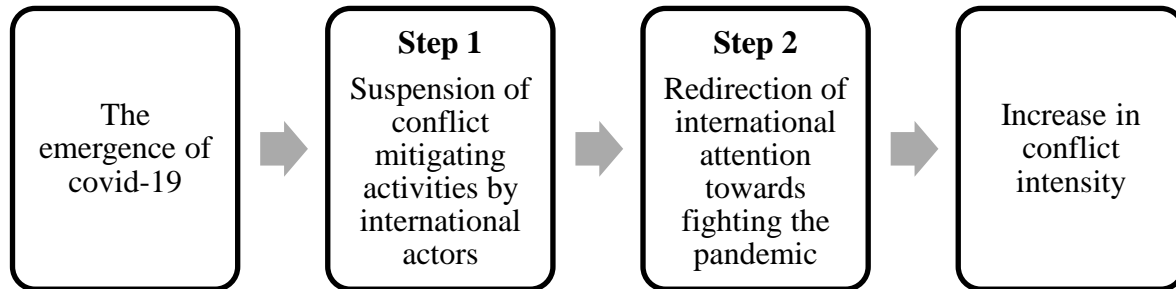 The
emergence of
covid-19
Step 1
Suspension of
conflict
mitigating
activities by
international
actors
Step 2
Redirection of
international
attention
towards
fighting the
pandemic
Increase in
conflict
intensity